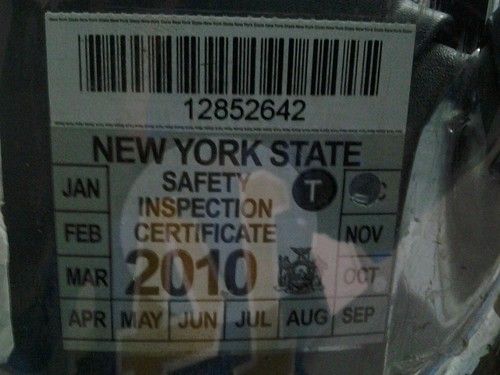 12852642
NEW YORK STATE
JAN SAFETY T C
INSPECTION
FEB CERTIFICATE NOV
MAR 2010 OCT
APR MAY JUN JUL AUG SEP